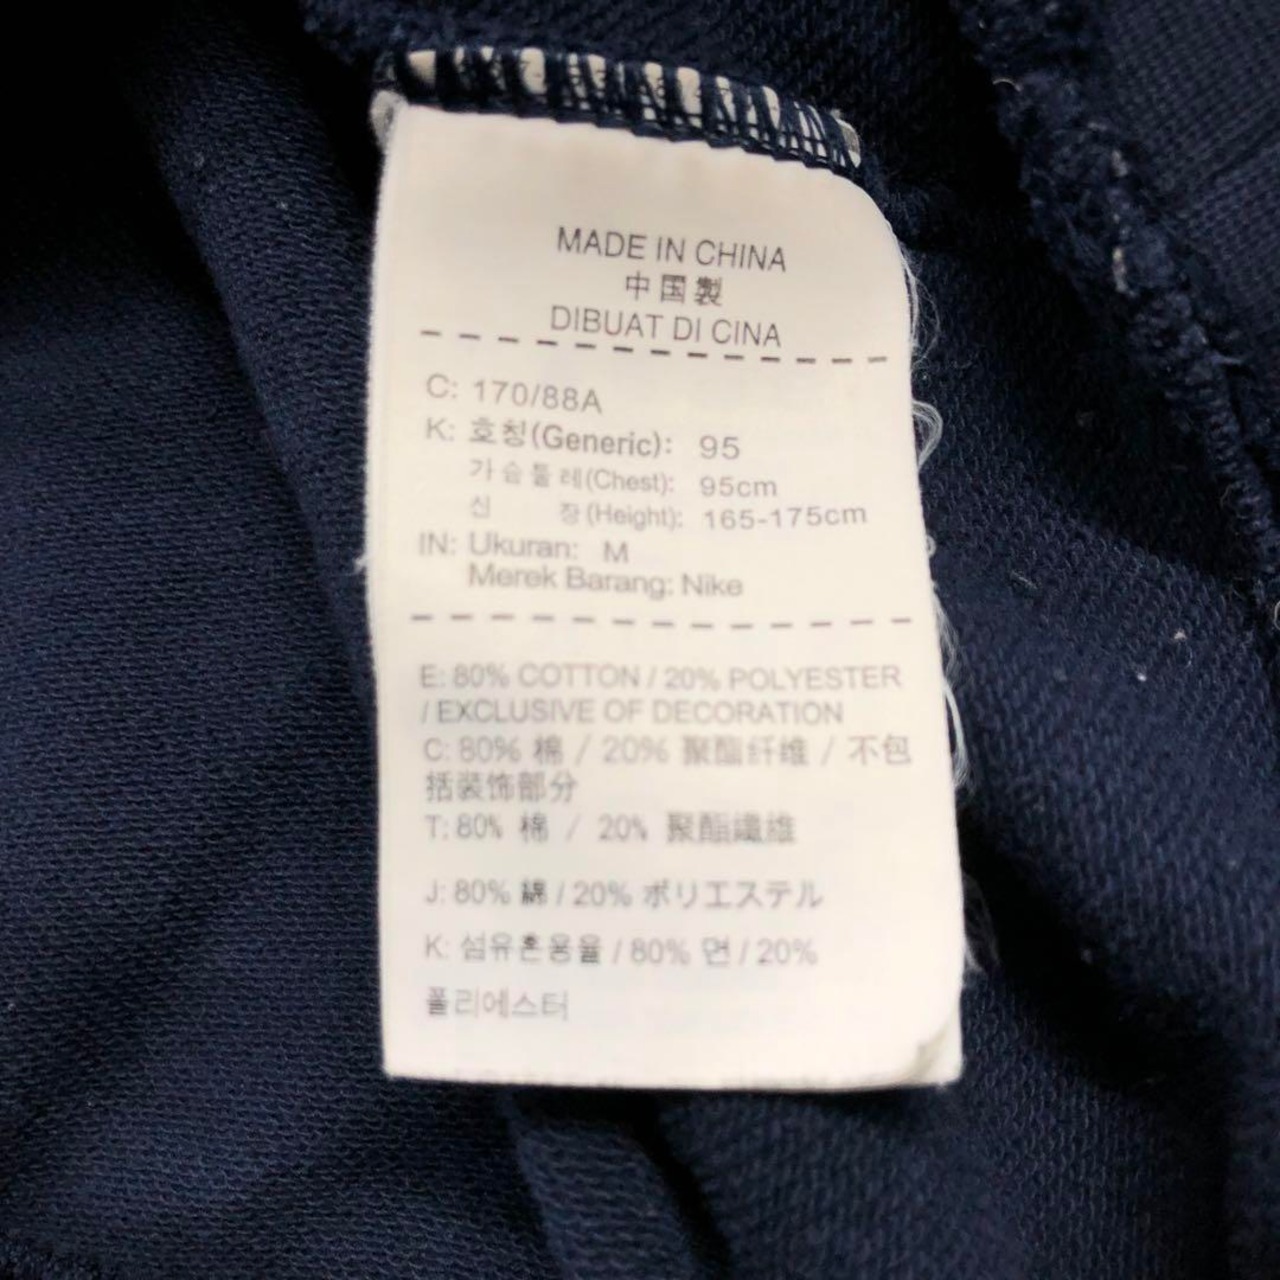 MADE IN CHINA
中国製
DIBUAT DI CINA
C: 170/88A
K: 호칭(Generic): 95
가슴둘레(Chest): 95cm
신 장(Height): 165-175cm
IN: Ukuran: M
Merek Barang: Nike
E: 80% COTTON / 20% POLYESTER
/ EXCLUSIVE OF DECORATION
C: 80% 棉 / 20% 聚酯纤维 / 不包
括装饰部分
T: 80% 棉 / 20% 聚酯纖維
J: 80% 綿 / 20% ポリエステル
K: 섬유혼용율 / 80% 면 / 20%
폴리에스터